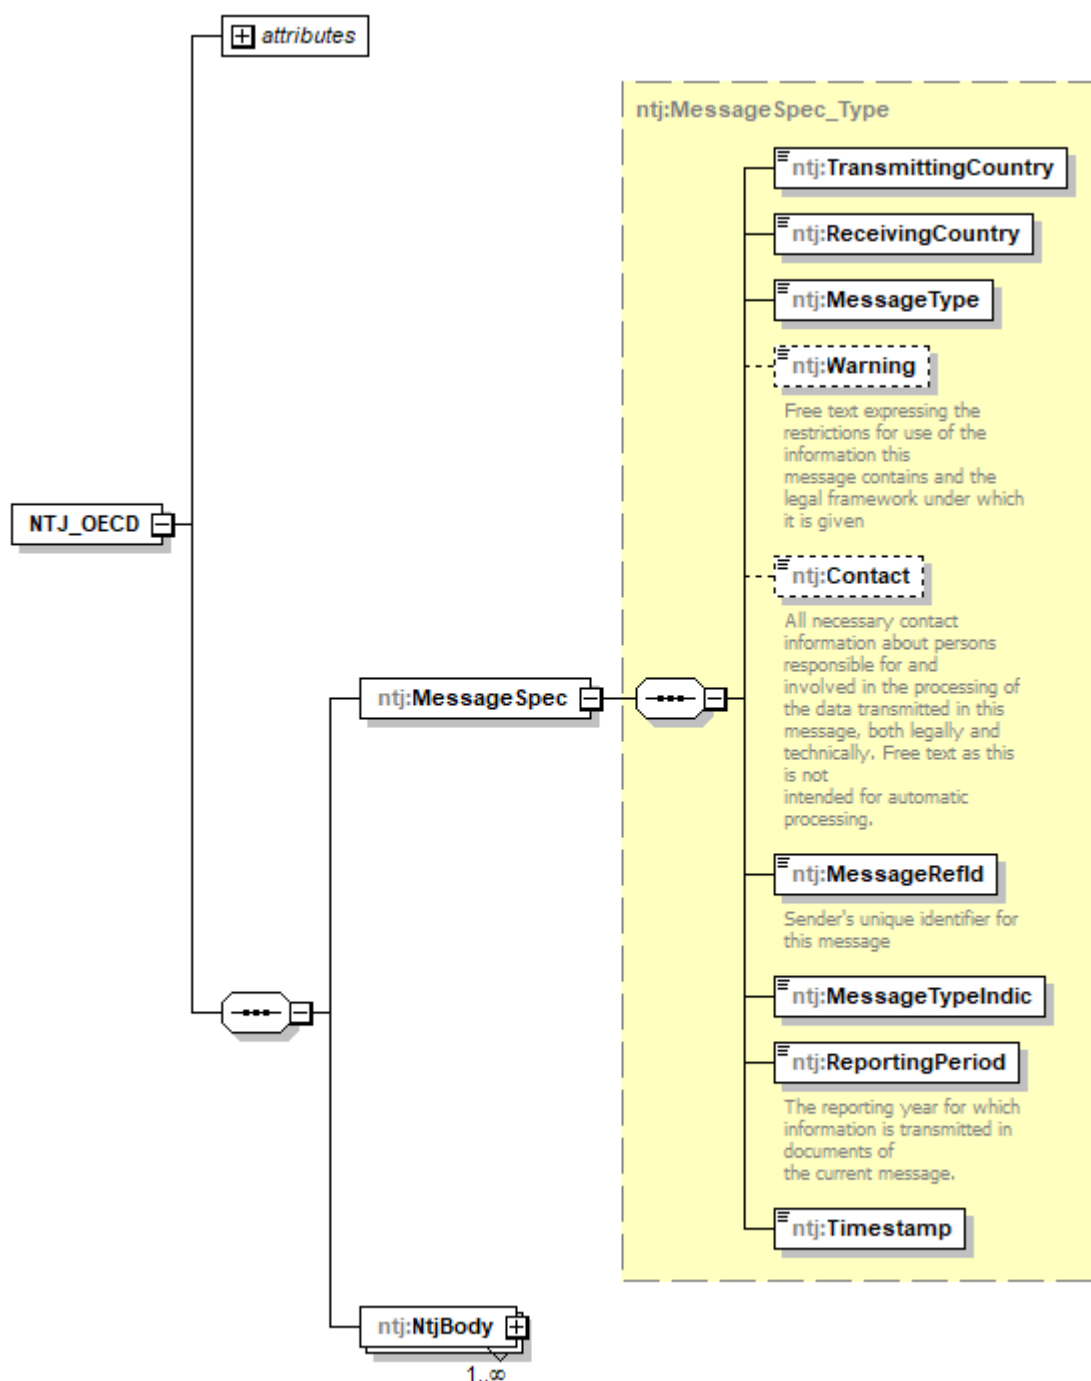 attributes
ntj:MessageSpec_Type
ntj:TransmittingCountry
ntj:ReceivingCountry
ntj:MessageType
ntj:Warning
Free text expressing the
restrictions for use of the
information this
message contains and the
legal framework under which
it is given
NTJ_OECD
ntj:Contact
All necessary contact
information about persons
responsible for and
involved in the processing of
the data transmitted in this
message, both legally and
technically. Free text as this
is not
intended for automatic
processing.
ntj:MessageSpec
ntj:MessageRefId
Sender's unique identifier for
this message
ntj:MessageTypeIndic
ntj:ReportingPeriod
The reporting year for which
information is transmitted in
documents of
the current message.
ntj:Timestamp
ntj:NtjBody
1..∞